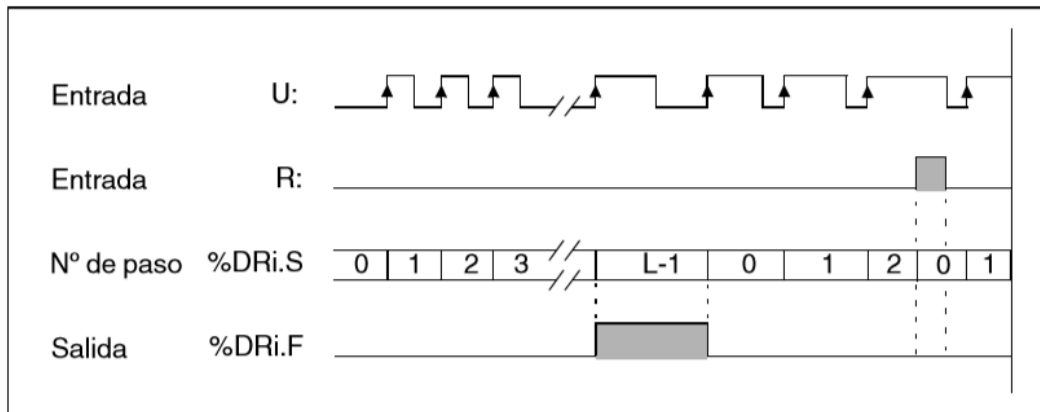 Entrada U:
Entrada R:
Nº de paso %DRi.S 0 1 2 3 L-1 0 1 2 0 1
Salida %DRi.F